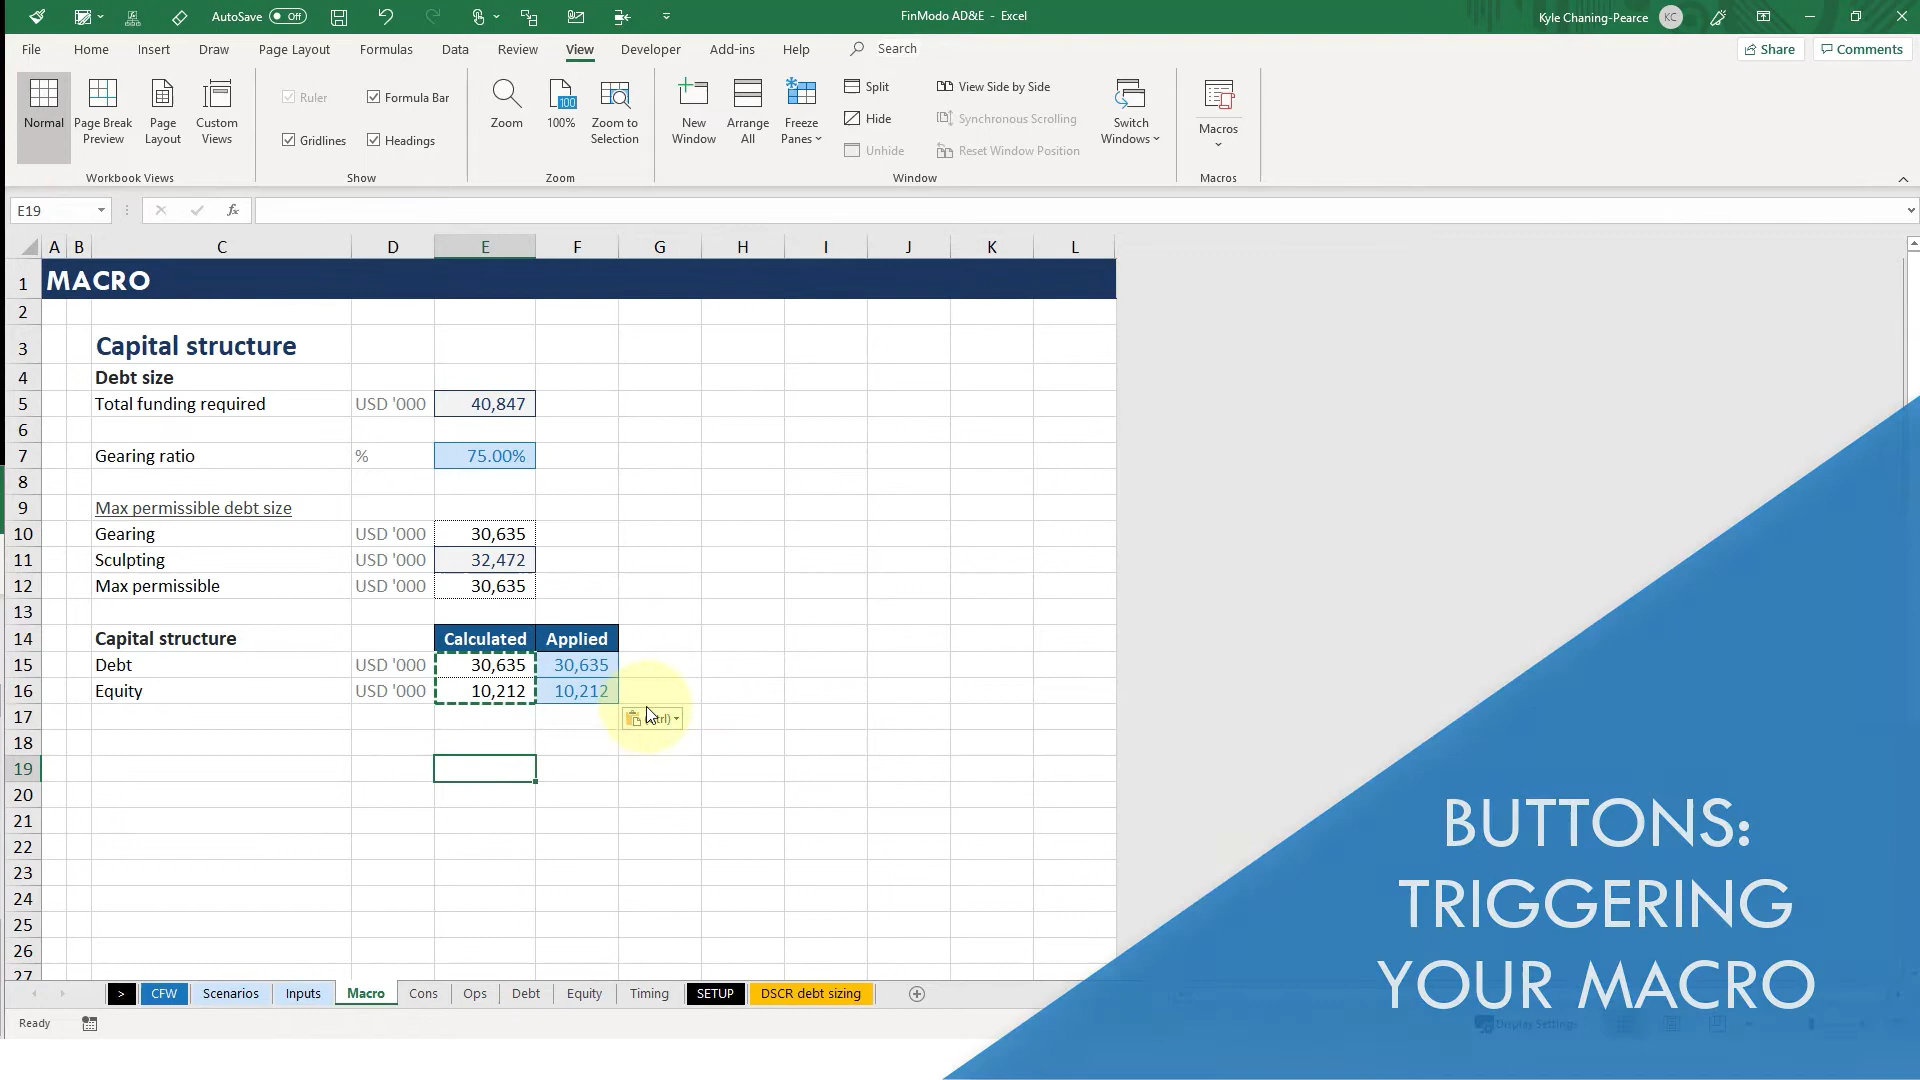 AutoSave Off FinModo AD&E - Excel Kyle Chaning-Pearce KC
File Home Insert Draw Page Layout Formulas Data Review View Developer Add-ins Help Search Share Comments
Normal
Page Break Preview
Page Layout
Custom Views
Workbook Views
Ruler Formula Bar
Gridlines Headings
Show
Zoom
100
100%
Zoom to Selection
Zoom
New Window
Arrange All
Freeze Panes
Split
Hide
Unhide
View Side by Side
Synchronous Scrolling
Reset Window Position
Switch Windows
Window
Macros
Macros
E19 fx
A B C D E F G H I J K L
1 MACRO
2
3 Capital structure
4 Debt size
5 Total funding required USD '000 40,847
6
7 Gearing ratio % 75.00%
8
9 Max permissible debt size
10 Gearing USD '000 30,635
11 Sculpting USD '000 32,472
12 Max permissible USD '000 30,635
13
14 Capital structure Calculated Applied
15 Debt USD '000 30,635 30,635
16 Equity USD '000 10,212 10,212
17
18
19
20
21
22
23
24
25
26
27
BUTTONS:
TRIGGERING
YOUR MACRO
> CFW Scenarios Inputs Macro Cons Ops Debt Equity Timing SETUP DSCR debt sizing
Ready Display Settings